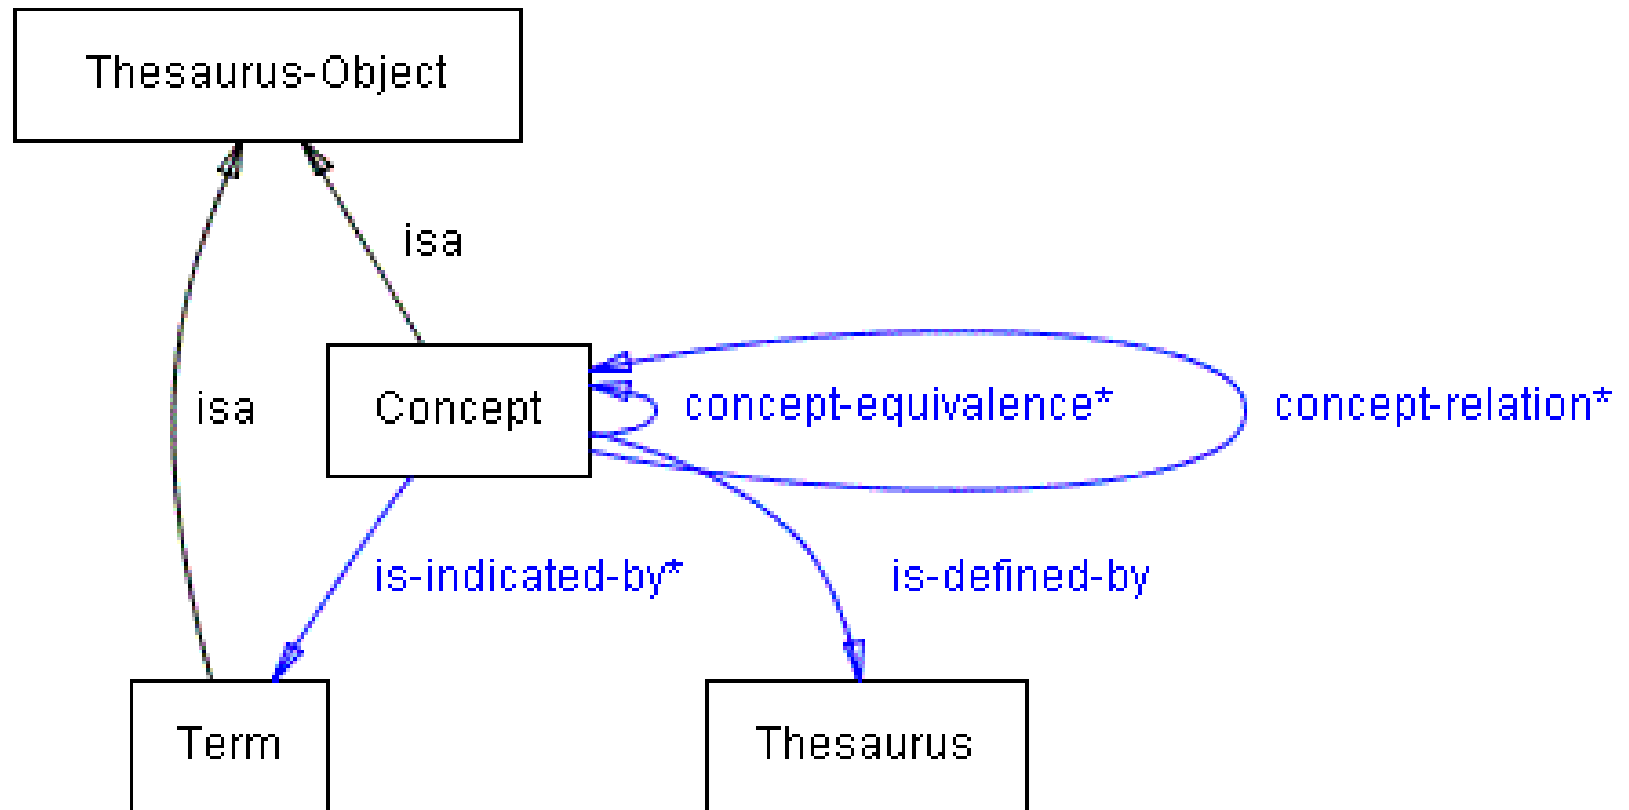 Thesaurus-Object
isa
isa
Concept
concept-equivalence*
concept-relation*
is-indicated-by*
is-defined-by
Term
Thesaurus